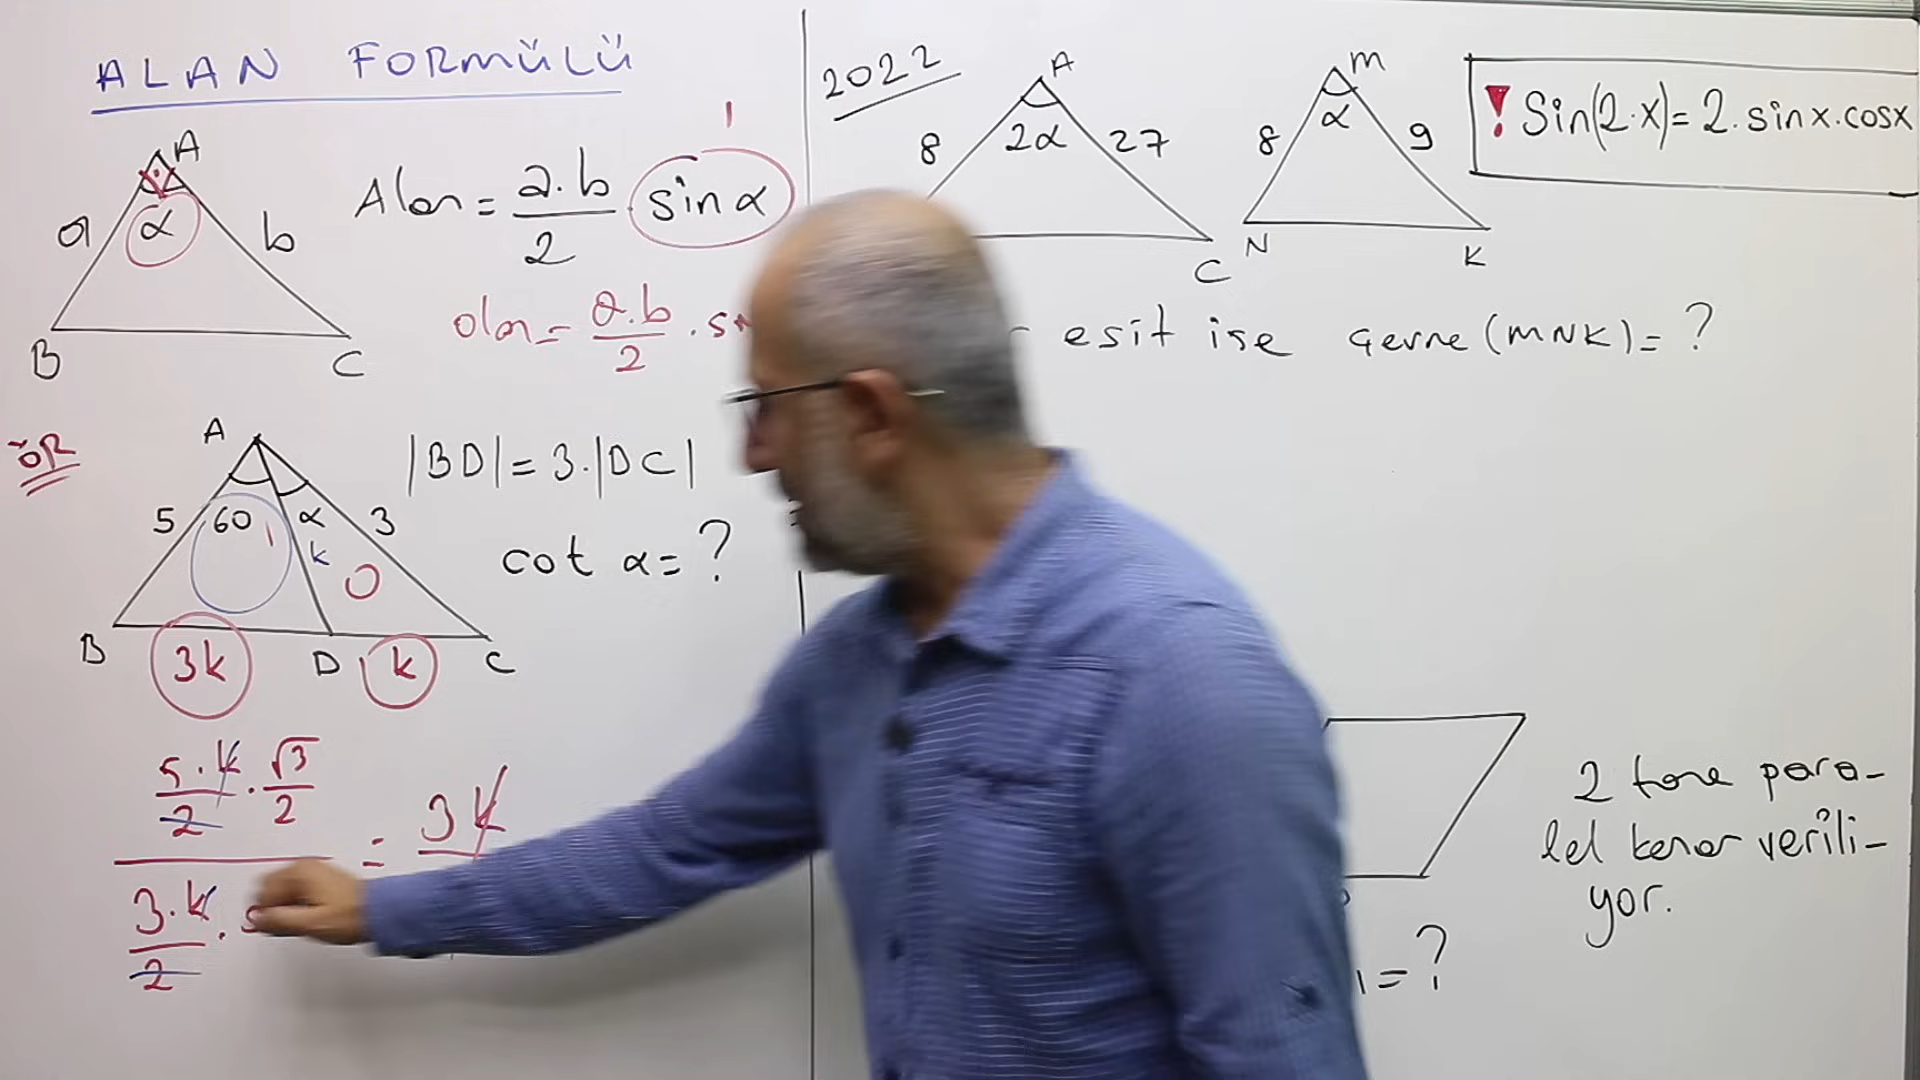 ALAN FORMÜLÜ
A
a
α
b
B
C
Alan = a.b/2 . sin α
1
alan = a.b/2 .
ÖR
A
5
60
α
3
k
B
3k
D
k
C
|BD| = 3.|DC|
cot α = ?
5.k/2 . √3/2
3.k/2 .
= 3k
2022
A
8
2α
27
C
M
8
α
9
N
K
! Sin(2.x) = 2.sinx.cosx
eşit ise Çevre(MNK) = ?
2 tane para-
lel kenar verili-
yor.
= ?